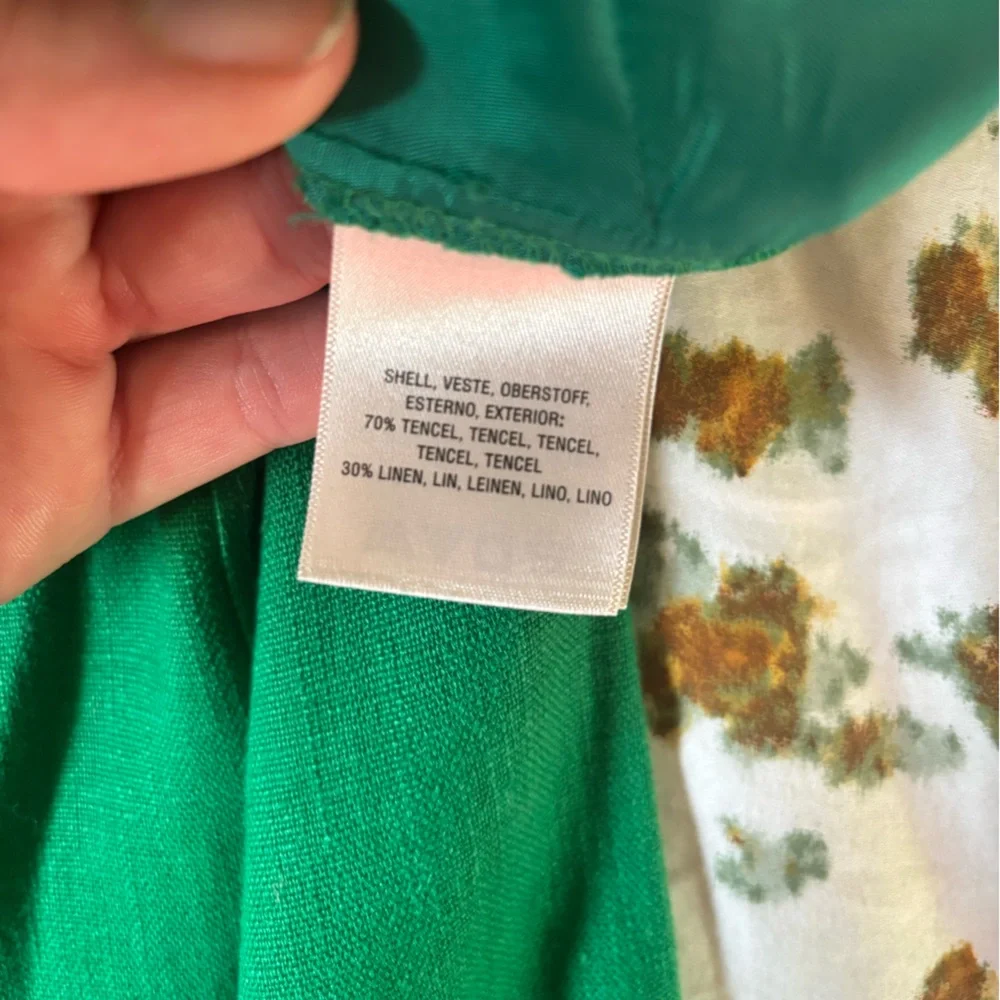 SHELL, VESTE, OBERSTOFF,
ESTERNO, EXTERIOR:
70% TENCEL, TENCEL, TENCEL,
TENCEL, TENCEL
30% LINEN, LIN, LEINEN, LINO, LINO